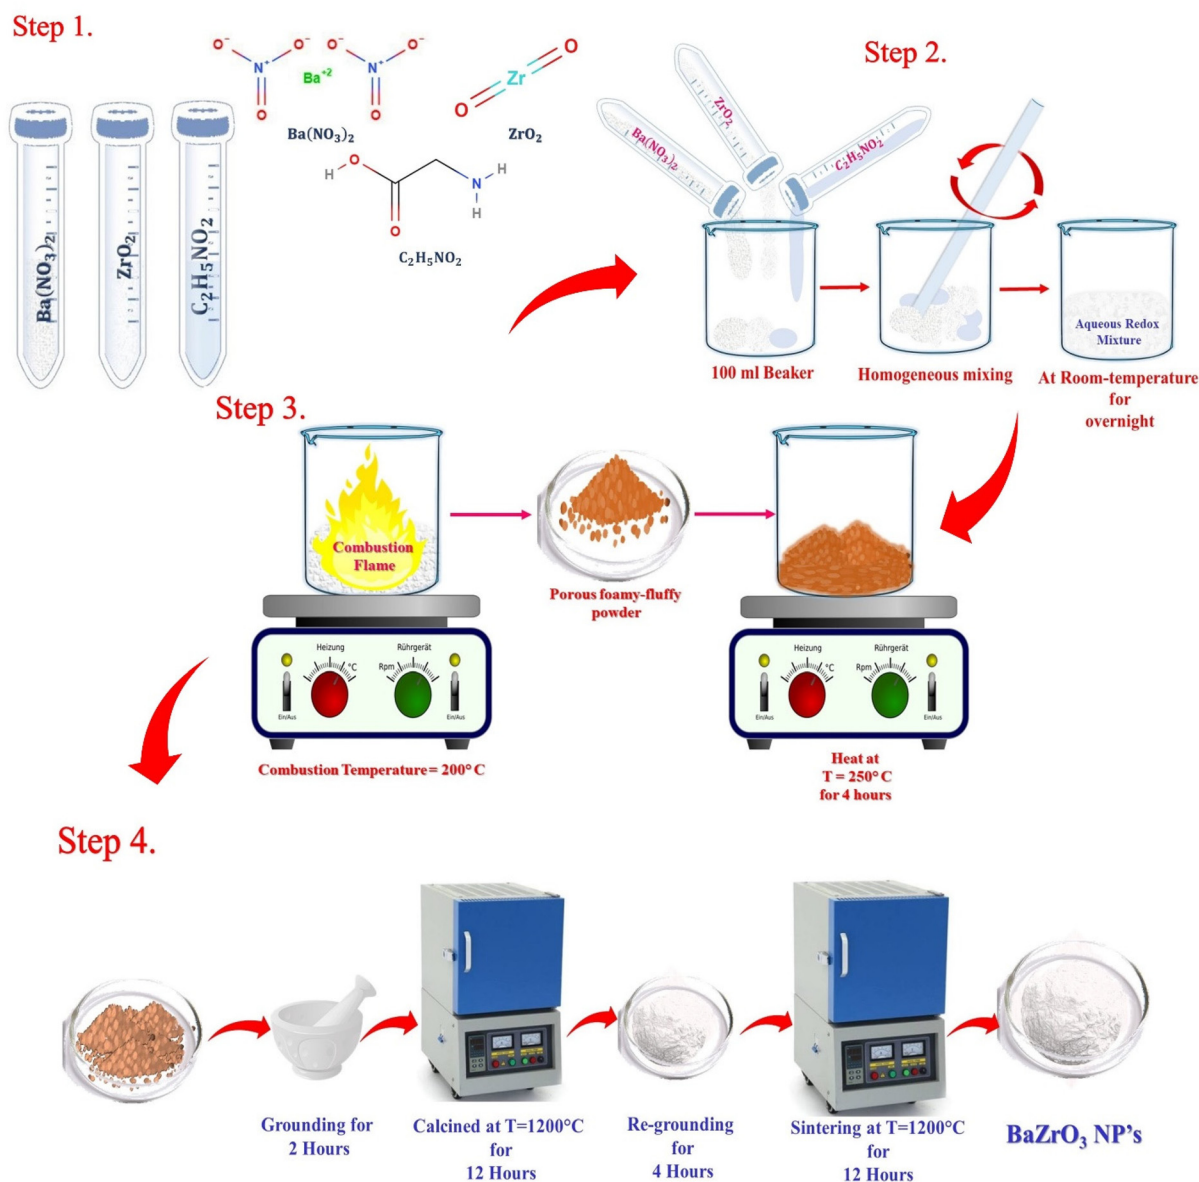 Step 1.
O⁻ O⁻ O⁻ O⁻
N⁺ Ba⁺² N⁺
O O
Ba(NO₃)₂
O
Zr
O
ZrO₂
H O
N H
H
O
C₂H₅NO₂
Ba(NO₃)₂
ZrO₂
C₂H₅NO₂
Step 2.
Ba(NO₃)₂
ZrO₂
C₂H₅NO₂
100 ml Beaker
Homogeneous mixing
Aqueous Redox
Mixture
At Room-temperature
for
overnight
Step 3.
Combustion
Flame
Heizung
°C
Rührgerät
Rpm
Ein/Aus
Ein/Aus
Combustion Temperature = 200° C
Porous foamy-fluffy
powder
Heizung
°C
Rührgerät
Rpm
Ein/Aus
Ein/Aus
Heat at
T = 250° C
for 4 hours
Step 4.
Grounding for
2 Hours
Calcined at T=1200°C
for
12 Hours
Re-grounding
for
4 Hours
Sintering at T=1200°C
for
12 Hours
BaZrO₃ NP's